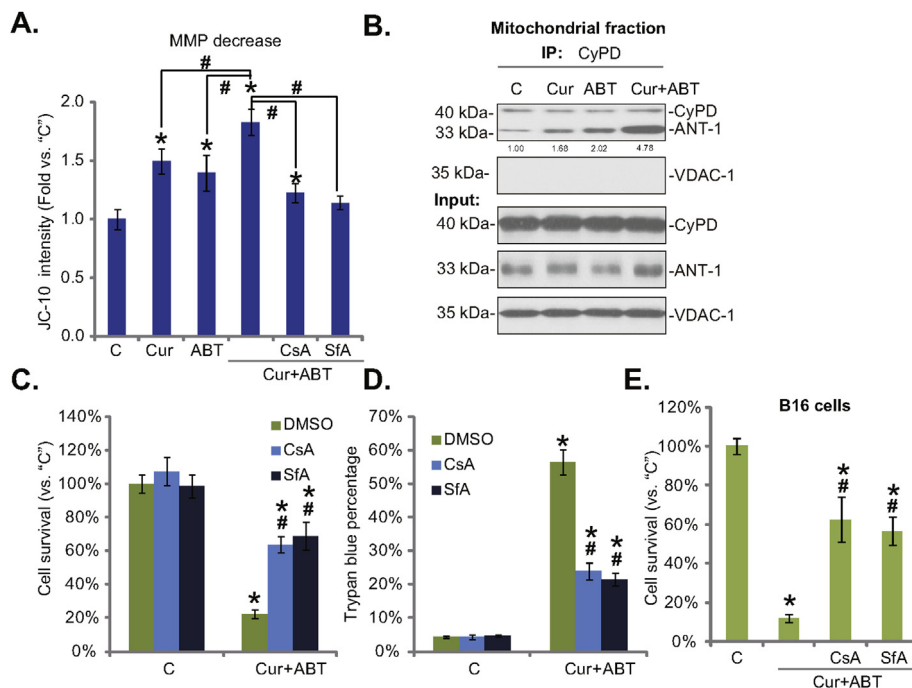 A.
MMP decrease
JC-10 intensity (Fold vs. “C”)
2.0
1.5
1.0
0.5
0.0
#
#
#
#
*
*
*
*
C Cur ABT CsA SfA
Cur+ABT
B.
Mitochondrial fraction
IP: CyPD
C Cur ABT Cur+ABT
40 kDa- -CyPD
33 kDa- -ANT-1
1.00 1.68 2.02 4.78
35 kDa- -VDAC-1
Input:
40 kDa- -CyPD
33 kDa- -ANT-1
35 kDa- -VDAC-1
C.
Cell survival (vs. “C”)
140%
120%
100%
80%
60%
40%
20%
0%
DMSO
CsA
SfA
*
*
#
*
#
C Cur+ABT
D.
Trypan blue percentage
70%
60%
50%
40%
30%
20%
10%
0%
DMSO
CsA
SfA
*
*
#
*
#
C Cur+ABT
E.
B16 cells
Cell survival (vs. “C”)
120%
100%
80%
60%
40%
20%
0%
*
*
#
*
#
C CsA SfA
Cur+ABT